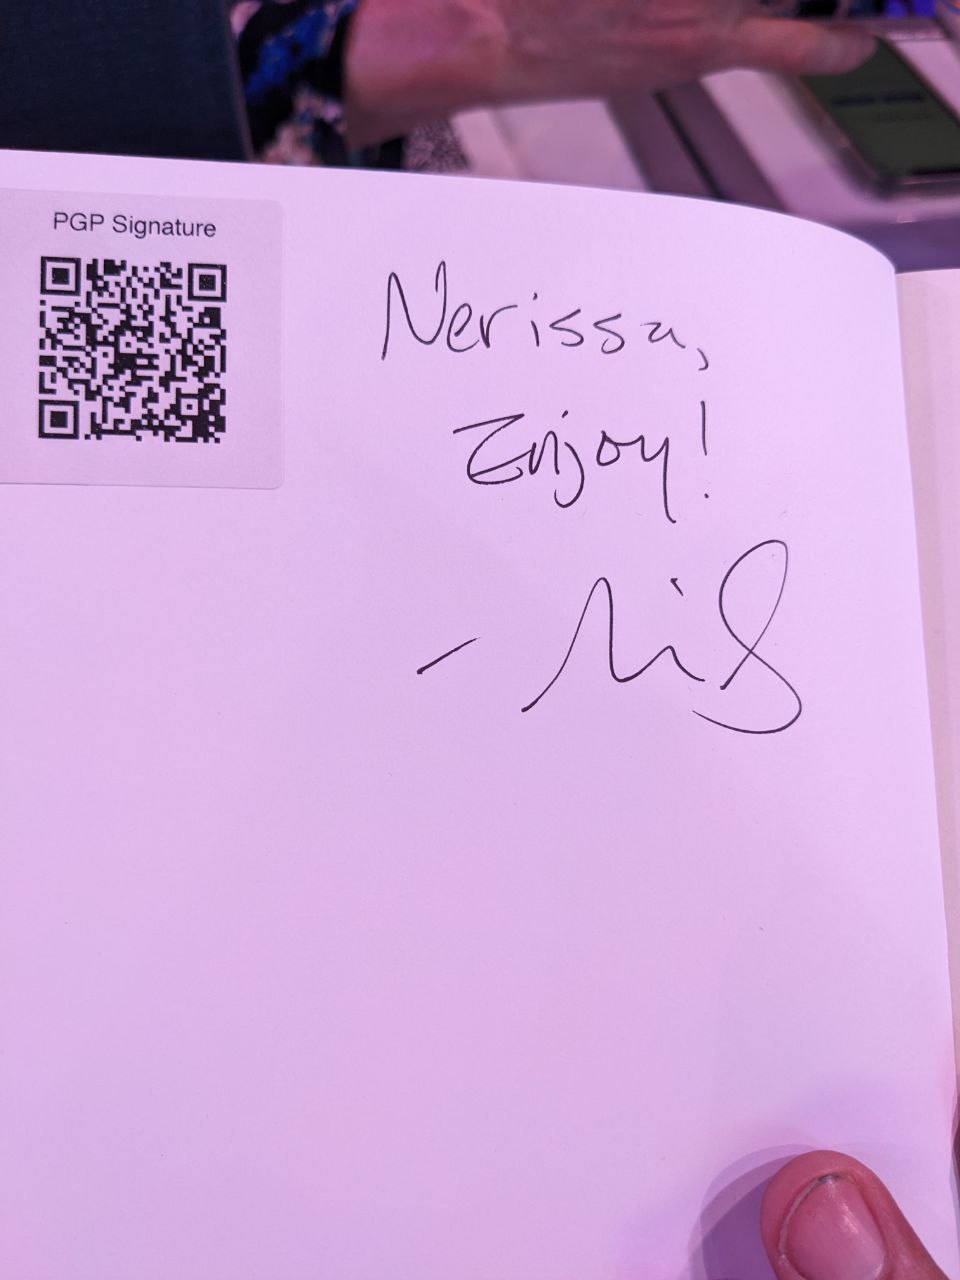 PGP Signature
Nerissa,
Enjoy!